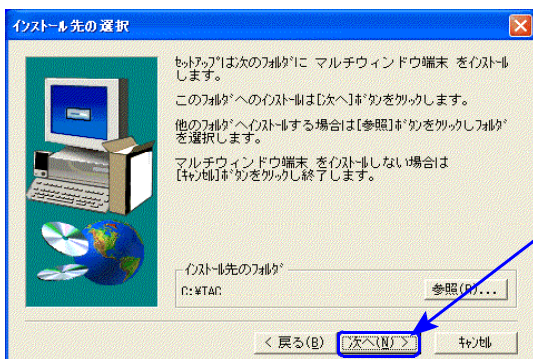 ｲﾝｽﾄｰﾙ先の選択
ｾｯﾄｱｯﾌﾟは次のﾌｫﾙﾀﾞに マルチウィンドウ端末 をｲﾝｽﾄｰﾙ
します。
このﾌｫﾙﾀﾞへのｲﾝｽﾄｰﾙは[次へ]ﾎﾞﾀﾝをｸﾘｯｸします。
他のﾌｫﾙﾀﾞへｲﾝｽﾄｰﾙする場合は[参照]ﾎﾞﾀﾝをｸﾘｯｸしﾌｫﾙﾀﾞ
を選択します。
マルチウィンドウ端末 をｲﾝｽﾄｰﾙしない場合は
[ｷｬﾝｾﾙ]ﾎﾞﾀﾝをｸﾘｯｸし終了します。
ｲﾝｽﾄｰﾙ先のﾌｫﾙﾀﾞ
C:¥TAC
参照(R)...
< 戻る(B)
次へ(N) >
ｷｬﾝｾﾙ